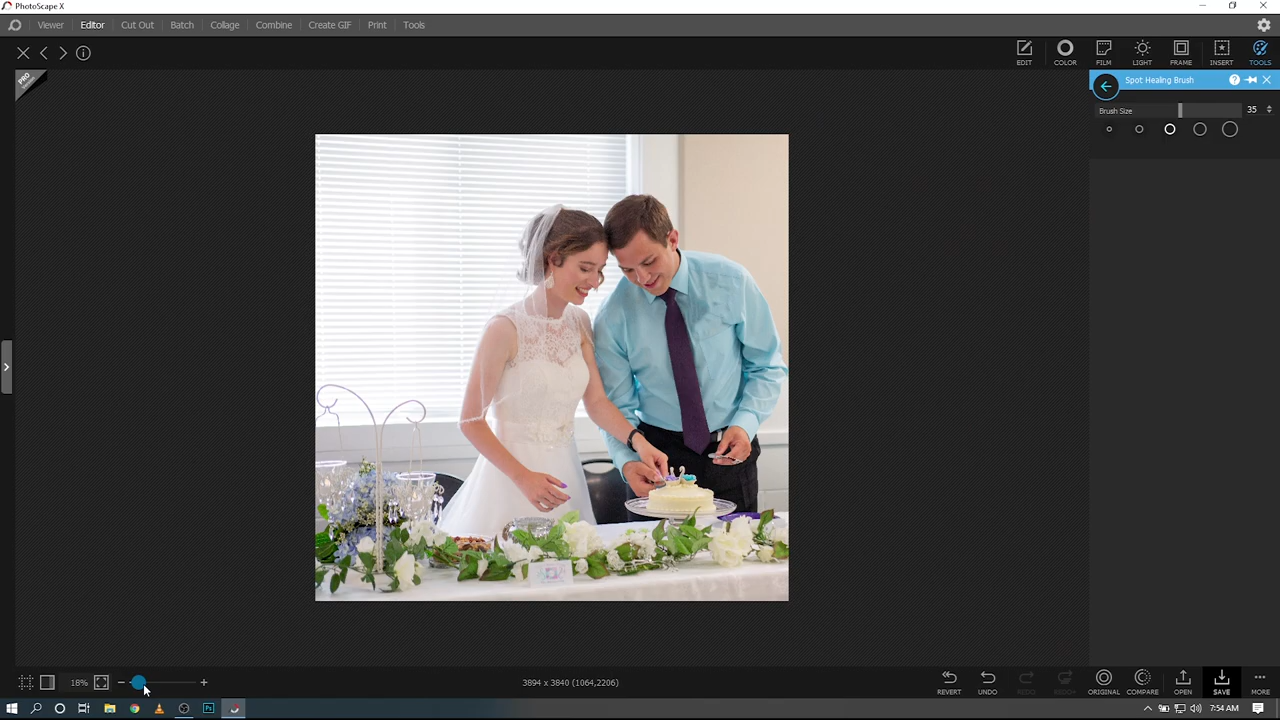 PhotoScape X
Viewer Editor Cut Out Batch Collage Combine Create GIF Print Tools
EDIT COLOR FILM LIGHT FRAME INSERT TOOLS
PRO
Spot Healing Brush
Brush Size 35
18% 3894 x 3840 (1064,2206) REVERT UNDO REDO REDO+ ORIGINAL COMPARE OPEN SAVE MORE
7:54 AM